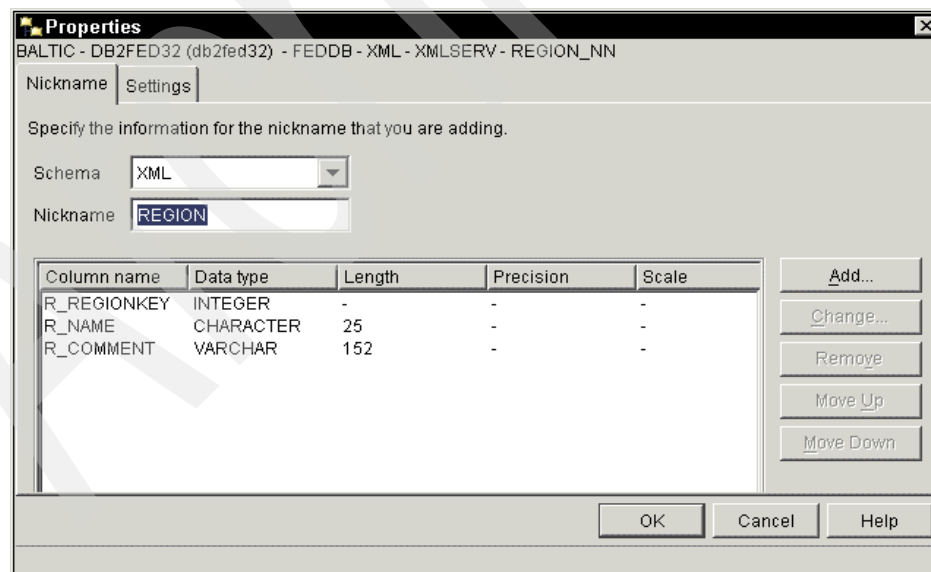 Properties
BALTIC - DB2FED32 (db2fed32) - FEDDB - XML - XMLSERV - REGION_NN
Nickname Settings
Specify the information for the nickname that you are adding.
Schema XML
Nickname REGION
Column name Data type Length Precision Scale
R_REGIONKEY INTEGER - - -
R_NAME CHARACTER 25 - -
R_COMMENT VARCHAR 152 - -
Add...
Change...
Remove
Move Up
Move Down
OK Cancel Help